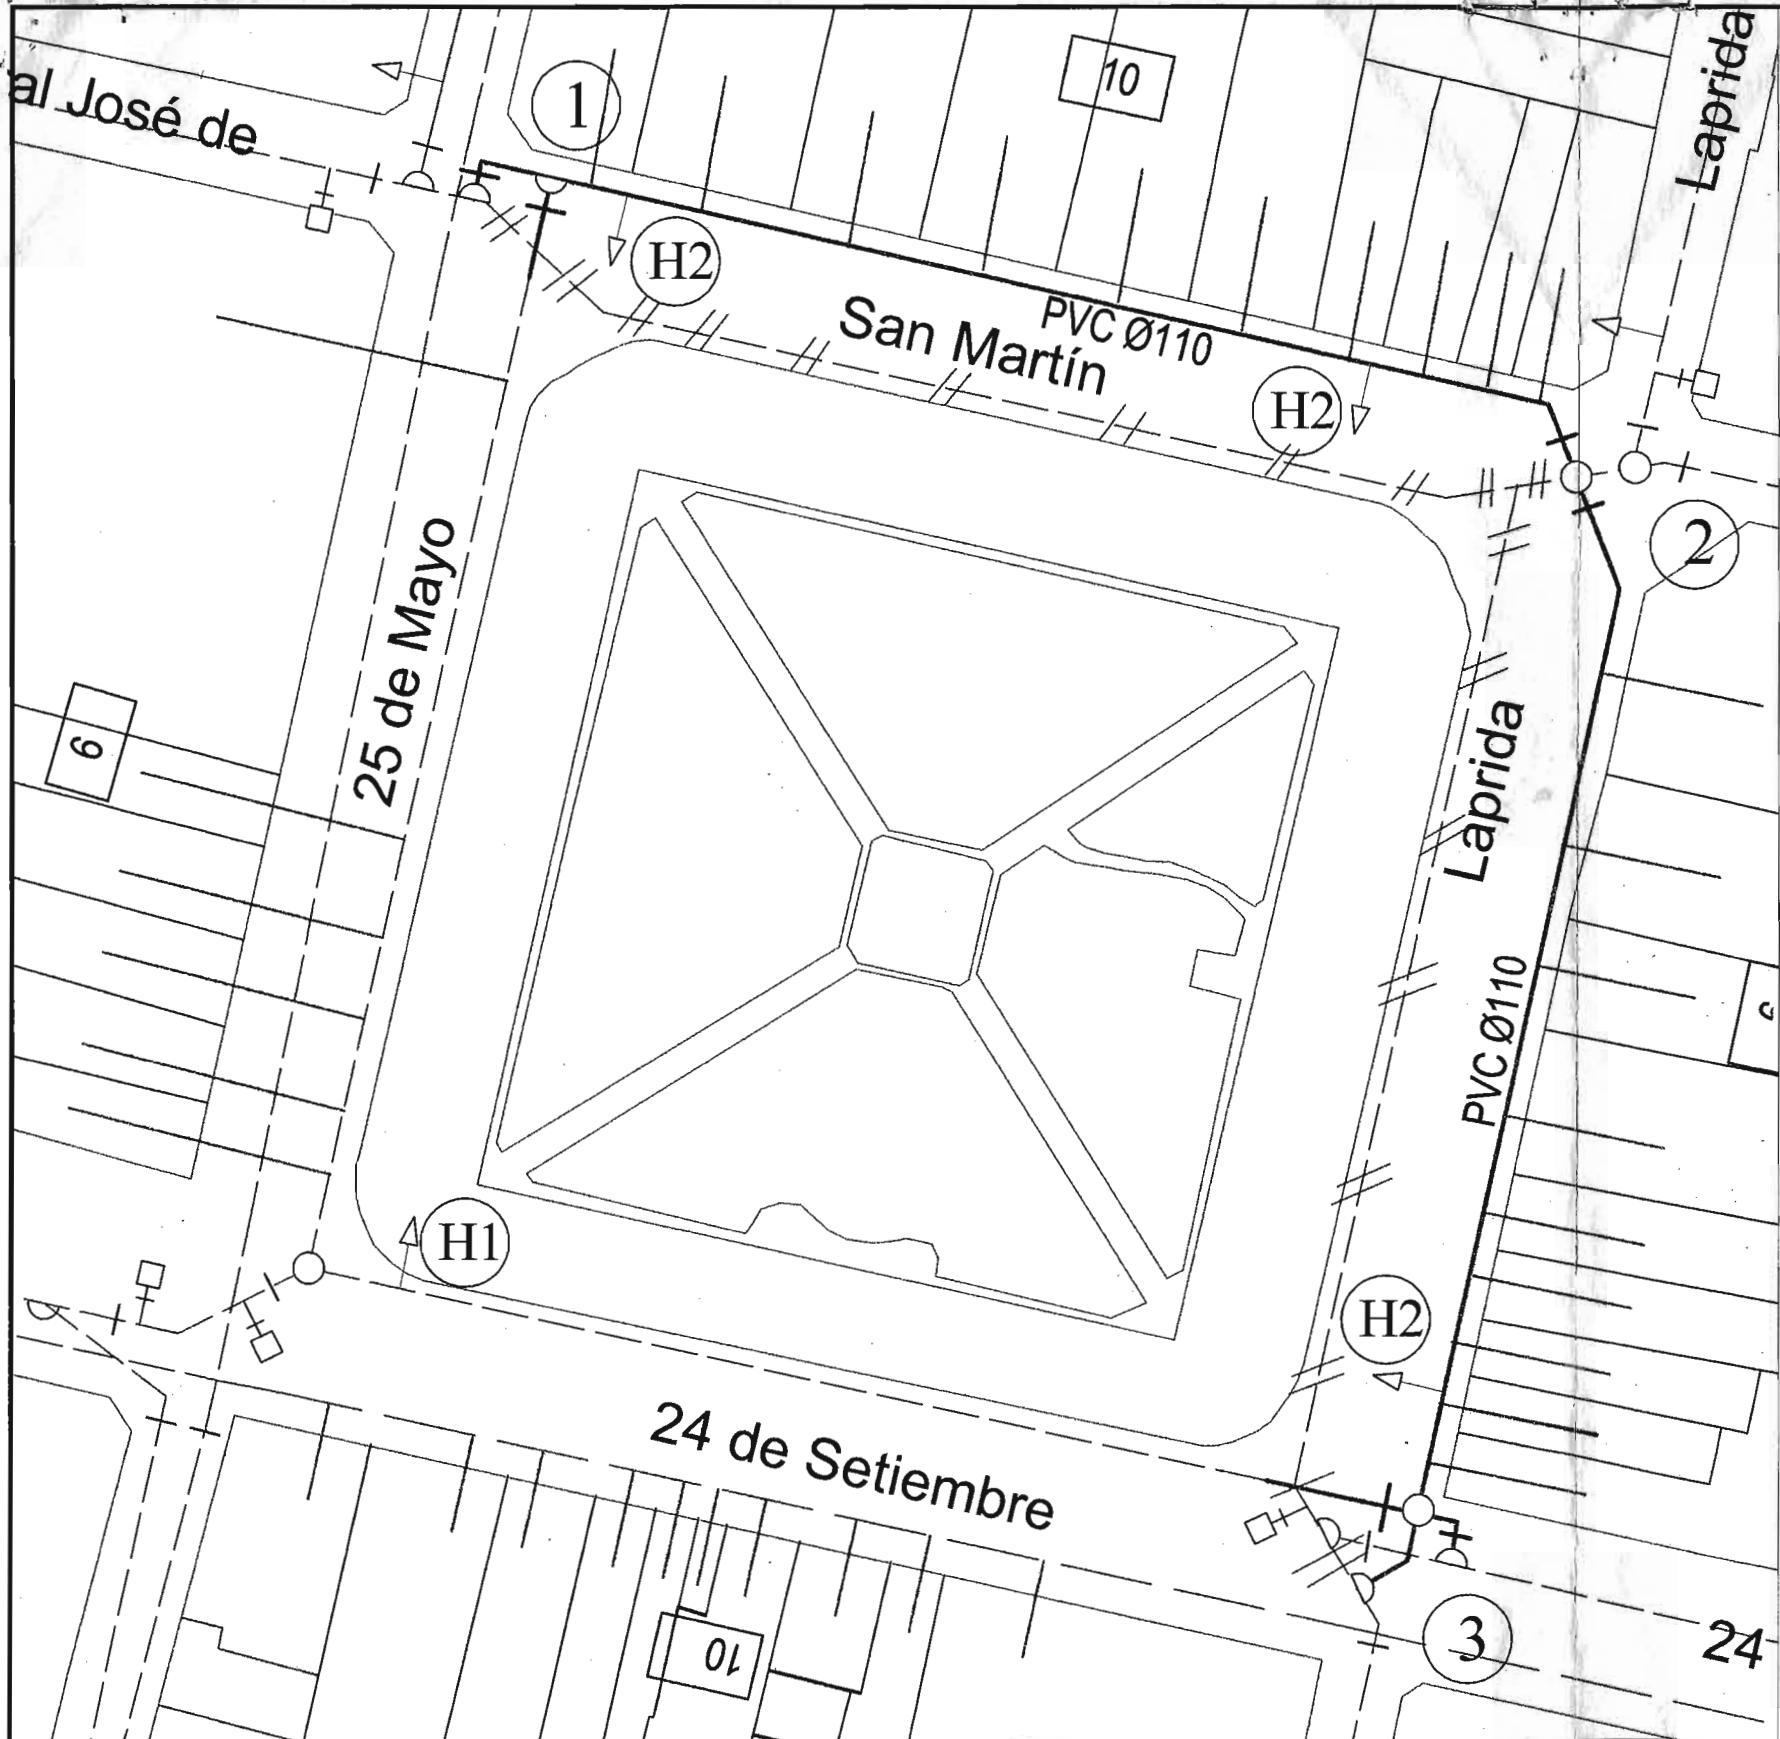 al José de
1
10
Laprida
H2
San Martín
PVC Ø110
H2
2
25 de Mayo
Laprida
6
PVC Ø110
H1
H2
24 de Setiembre
10
3
24